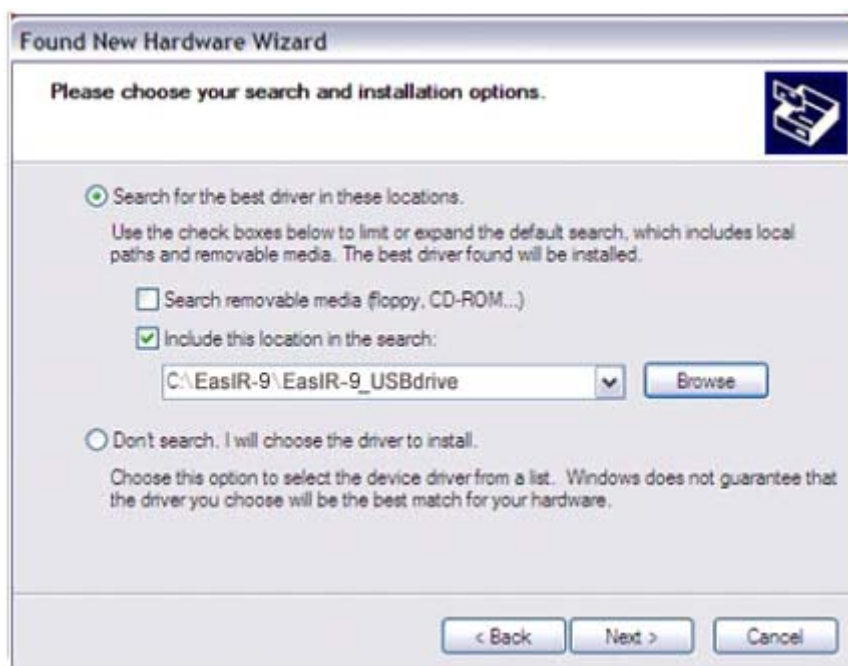 Found New Hardware Wizard
Please choose your search and installation options.
Search for the best driver in these locations.
Use the check boxes below to limit or expand the default search, which includes local
paths and removable media. The best driver found will be installed.
Search removable media (floppy, CD-ROM...)
Include this location in the search:
C:\EasIR-9\EasIR-9_USBdrive
Browse
Don't search. I will choose the driver to install.
Choose this option to select the device driver from a list. Windows does not guarantee that
the driver you choose will be the best match for your hardware.
< Back Next > Cancel